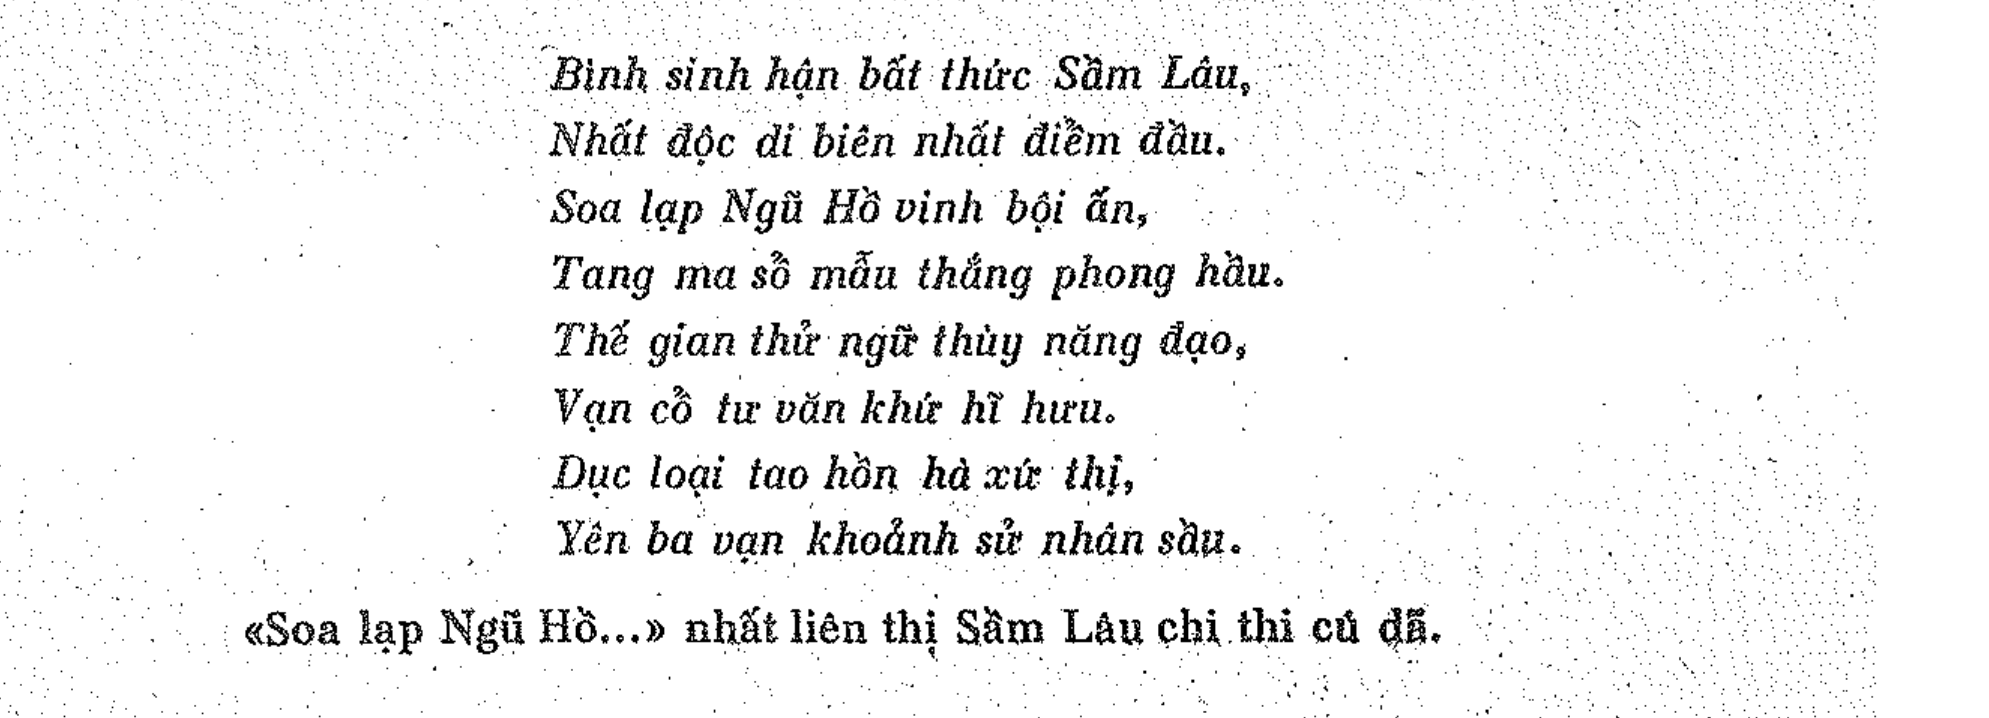 Bình sinh hận bất thức Sầm Lâu,
Nhất độc di biên nhất điểm đầu.
Soa lạp Ngũ Hồ vinh bội ấn,
Tang ma sổ mẫu thắng phong hầu.
Thế gian thử ngữ thùy năng đạo,
Vạn cổ tư văn khứ hĩ hưu.
Dục loại tao hồn hà xứ thị,
Yên ba vạn khoảnh sử nhân sầu.
«Soa lạp Ngũ Hồ...» nhất liên thị Sầm Lâu chi thi cú dã.